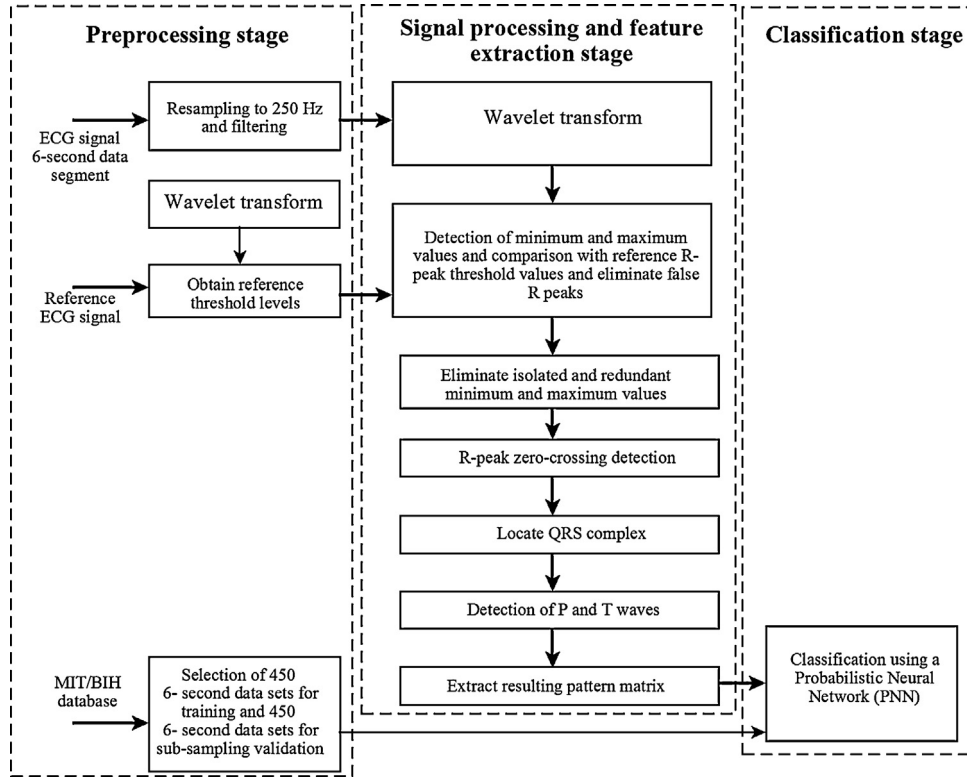 Preprocessing stage
Resampling to 250 Hz
and filtering
ECG signal
6-second data
segment
Wavelet transform
Obtain reference
threshold levels
Reference
ECG signal
MIT/BIH
database
Selection of 450
6- second data sets for
training and 450
6- second data sets for
sub-sampling validation
Signal processing and feature
extraction stage
Wavelet transform
Detection of minimum and maximum
values and comparison with reference R-
peak threshold values and eliminate false
R peaks
Eliminate isolated and redundant
minimum and maximum values
R-peak zero-crossing detection
Locate QRS complex
Detection of P and T waves
Extract resulting pattern matrix
Classification stage
Classification using a
Probabilistic Neural
Network (PNN)